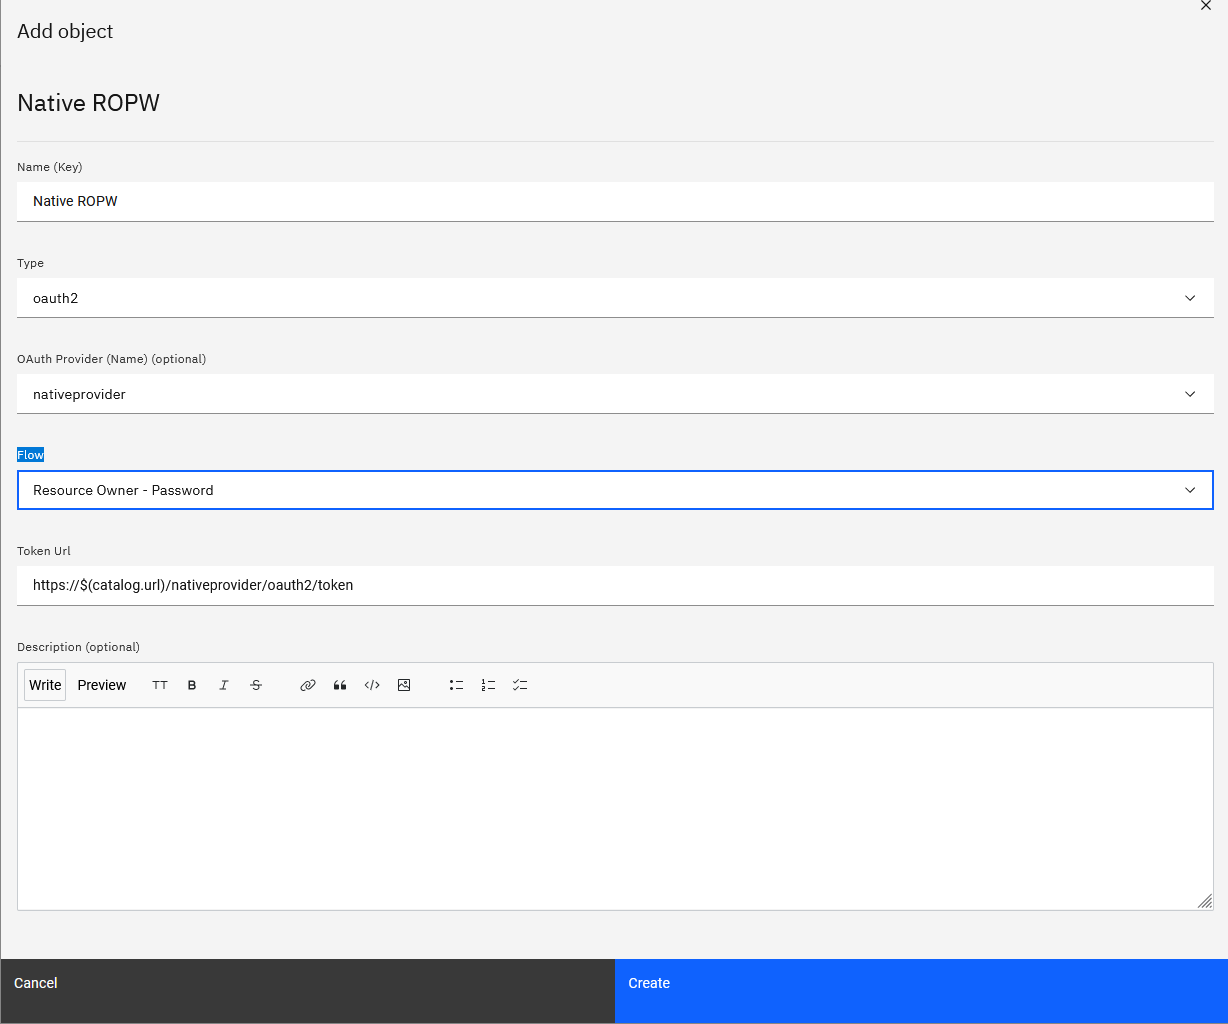 Add object
Native ROPW
Name (Key)
Native ROPW
Type
oauth2
OAuth Provider (Name) (optional)
nativeprovider
Flow
Resource Owner - Password
Token Url
https://$(catalog.url)/nativeprovider/oauth2/token
Description (optional)
Write Preview TT B I S
Cancel Create